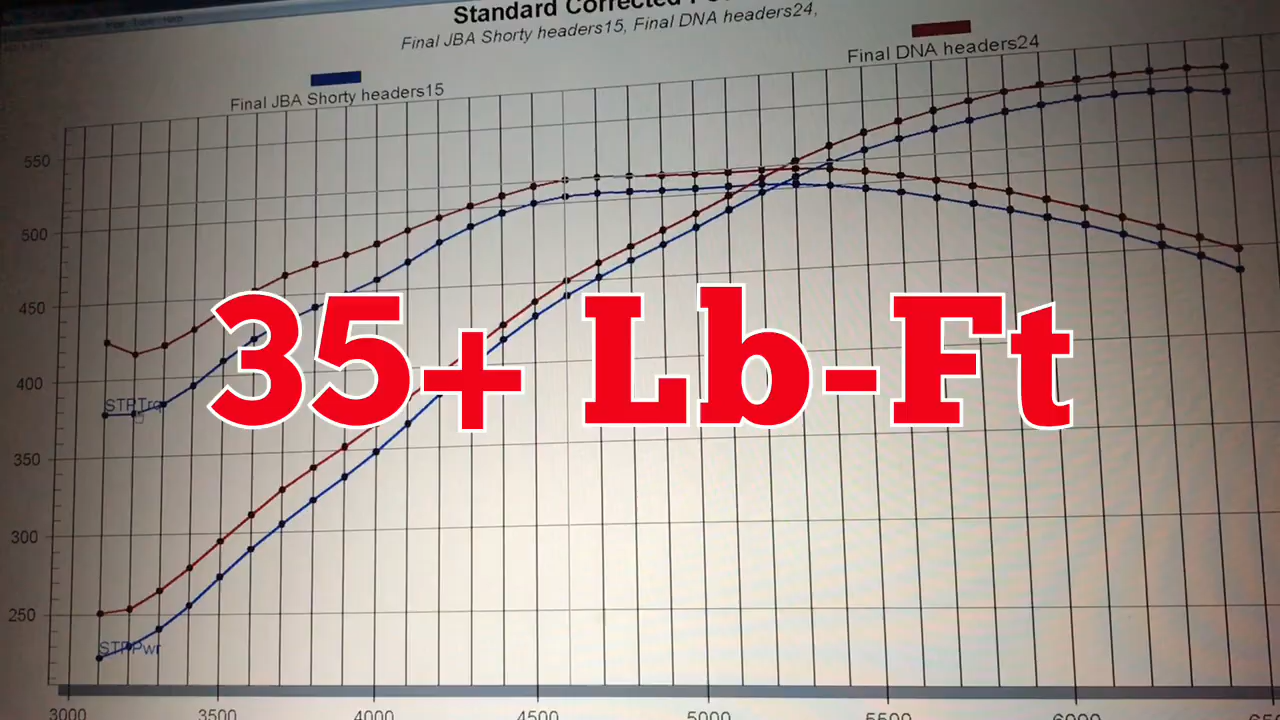 Standard Corrected
Final JBA Shorty headers15, Final DNA headers24,
Final DNA headers24
Final JBA Shorty headers15
550
500
450
400
350
300
250
STPTrq
STPPwr
35+ Lb-Ft
3000
3500
4000
4500
5000
5500
6000